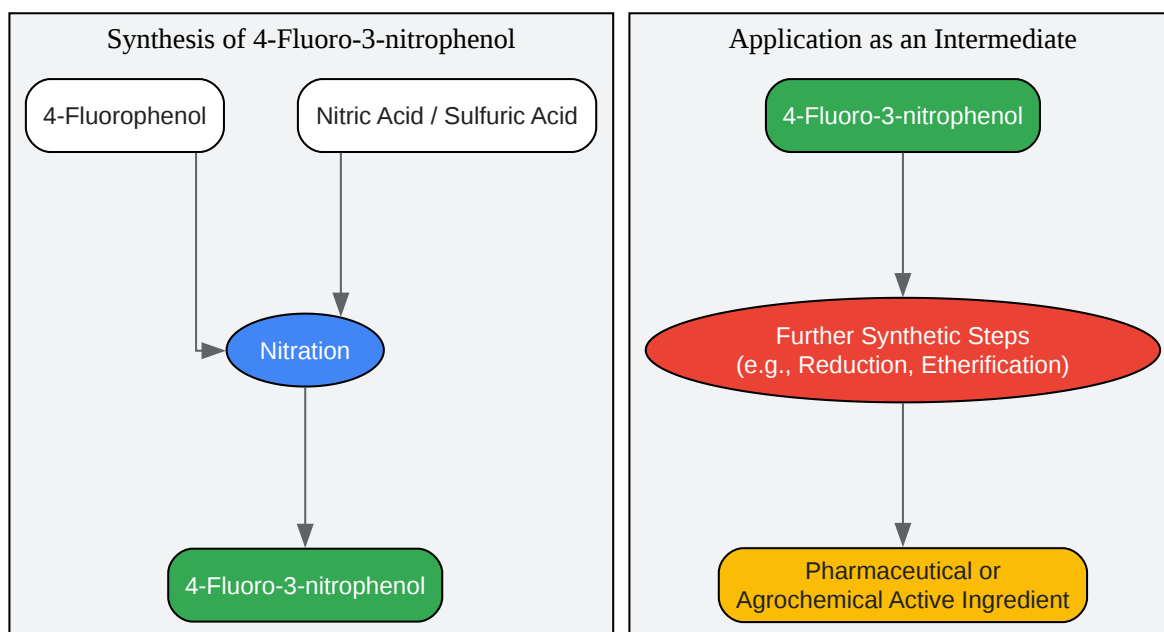 Synthesis of 4-Fluoro-3-nitrophenol
4-Fluorophenol
Nitric Acid / Sulfuric Acid
Nitration
4-Fluoro-3-nitrophenol
Application as an Intermediate
4-Fluoro-3-nitrophenol
Further Synthetic Steps
(e.g., Reduction, Etherification)
Pharmaceutical or
Agrochemical Active Ingredient